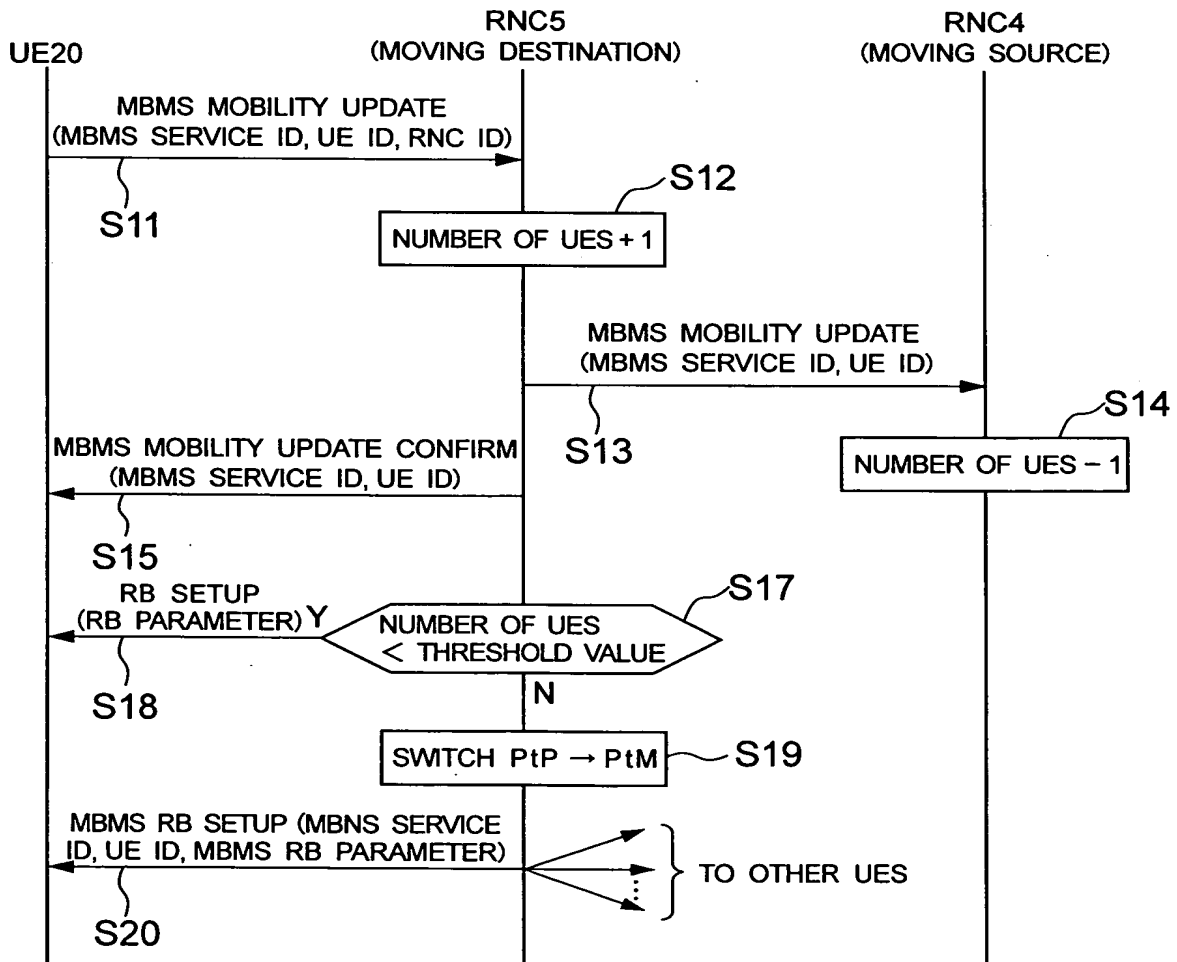 UE20
RNC5
(MOVING DESTINATION)
RNC4
(MOVING SOURCE)
MBMS MOBILITY UPDATE
(MBMS SERVICE ID, UE ID, RNC ID)
S11
S12
NUMBER OF UES + 1
MBMS MOBILITY UPDATE
(MBMS SERVICE ID, UE ID)
S13
S14
NUMBER OF UES − 1
MBMS MOBILITY UPDATE CONFIRM
(MBMS SERVICE ID, UE ID)
S15
RB SETUP
(RB PARAMETER) Y
S18
S17
NUMBER OF UES
< THRESHOLD VALUE
N
SWITCH PtP → PtM
S19
MBMS RB SETUP (MBNS SERVICE
ID, UE ID, MBMS RB PARAMETER)
S20
TO OTHER UES